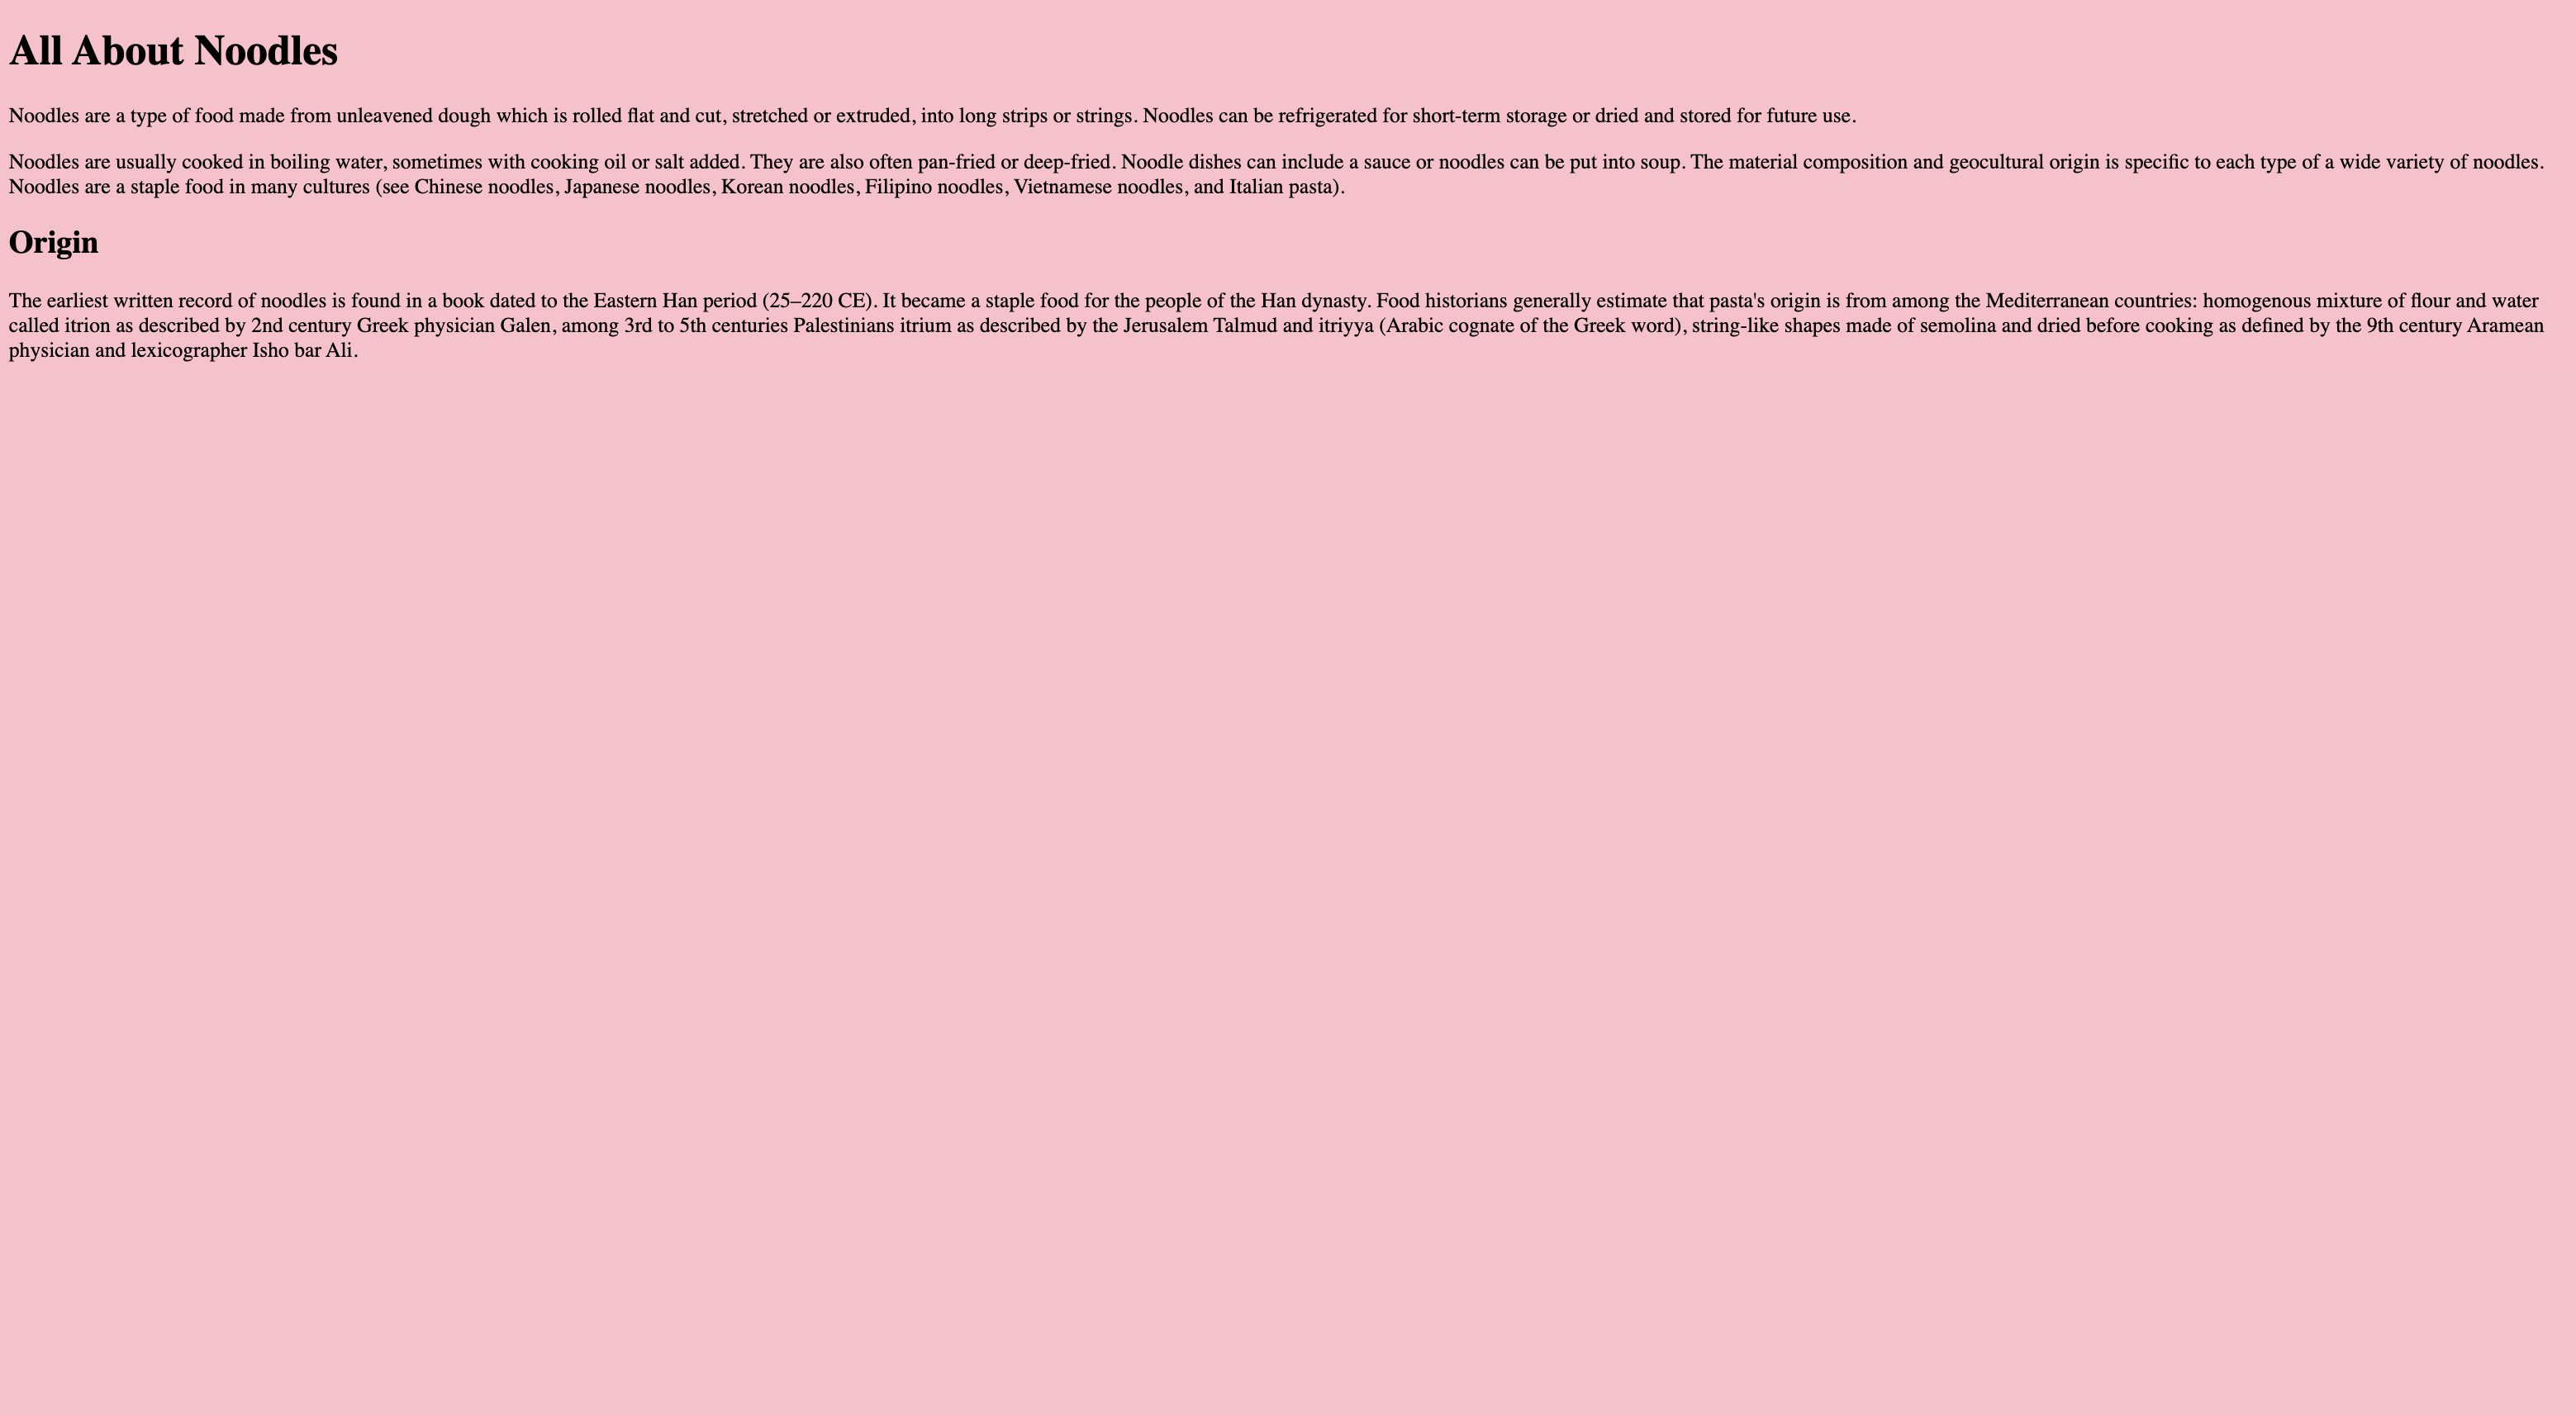 All About Noodles
Noodles are a type of food made from unleavened dough which is rolled flat and cut, stretched or extruded, into long strips or strings. Noodles can be refrigerated for short-term storage or dried and stored for future use.
Noodles are usually cooked in boiling water, sometimes with cooking oil or salt added. They are also often pan-fried or deep-fried. Noodle dishes can include a sauce or noodles can be put into soup. The material composition and geocultural origin is specific to each type of a wide variety of noodles.
Noodles are a staple food in many cultures (see Chinese noodles, Japanese noodles, Korean noodles, Filipino noodles, Vietnamese noodles, and Italian pasta).
Origin
The earliest written record of noodles is found in a book dated to the Eastern Han period (25–220 CE). It became a staple food for the people of the Han dynasty. Food historians generally estimate that pasta's origin is from among the Mediterranean countries: homogenous mixture of flour and water
called itrion as described by 2nd century Greek physician Galen, among 3rd to 5th centuries Palestinians itrium as described by the Jerusalem Talmud and itriyya (Arabic cognate of the Greek word), string-like shapes made of semolina and dried before cooking as defined by the 9th century Aramean
physician and lexicographer Isho bar Ali.